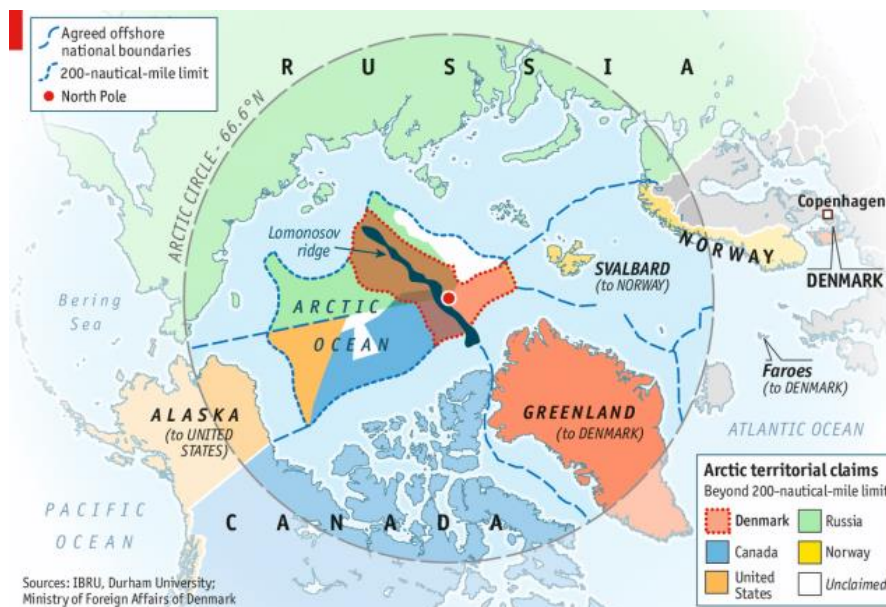 Agreed offshore
national boundaries
200-nautical-mile limit
North Pole
R U S S I A
ARCTIC CIRCLE - 66.6°N
Copenhagen
Lomonosov
ridge
NORWAY
DENMARK
SVALBARD
(to NORWAY)
Bering
Sea
ARCTIC
OCEAN
Faroes
(to DENMARK)
ALASKA
(to UNITED
STATES)
GREENLAND
(to DENMARK)
ATLANTIC OCEAN
PACIFIC
OCEAN
C A N A D A
Arctic territorial claims
Beyond 200-nautical-mile limit
Denmark
Russia
Canada
Norway
United
States
Unclaimed
Sources: IBRU, Durham University;
Ministry of Foreign Affairs of Denmark